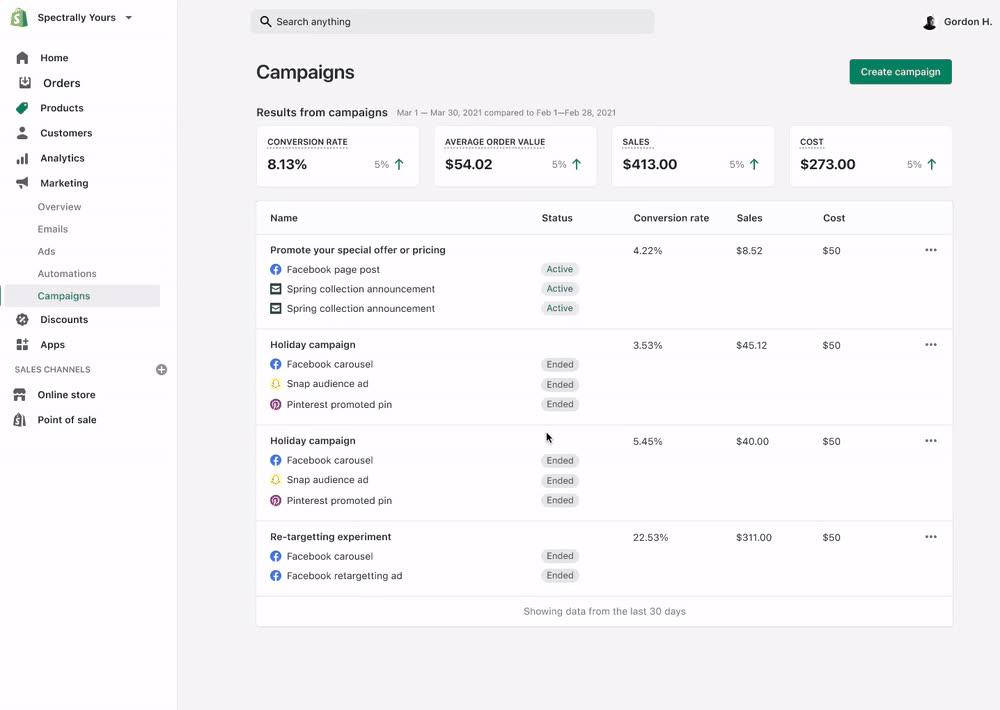 Spectrally Yours
Search anything
Gordon H.
Home
Orders
Products
Customers
Analytics
Marketing
Overview
Emails
Ads
Automations
Campaigns
Discounts
Apps
SALES CHANNELS
Online store
Point of sale
Campaigns
Create campaign
Results from campaigns Mar 1 — Mar 30, 2021 compared to Feb 1—Feb 28, 2021
CONVERSION RATE
8.13% 5%
AVERAGE ORDER VALUE
$54.02 5%
SALES
$413.00 5%
COST
$273.00 5%
Name Status Conversion rate Sales Cost
Promote your special offer or pricing 4.22% $8.52 $50
Facebook page post Active
Spring collection announcement Active
Spring collection announcement Active
Holiday campaign 3.53% $45.12 $50
Facebook carousel Ended
Snap audience ad Ended
Pinterest promoted pin Ended
Holiday campaign 5.45% $40.00 $50
Facebook carousel Ended
Snap audience ad Ended
Pinterest promoted pin Ended
Re-targetting experiment 22.53% $311.00 $50
Facebook carousel Ended
Facebook retargetting ad Ended
Showing data from the last 30 days